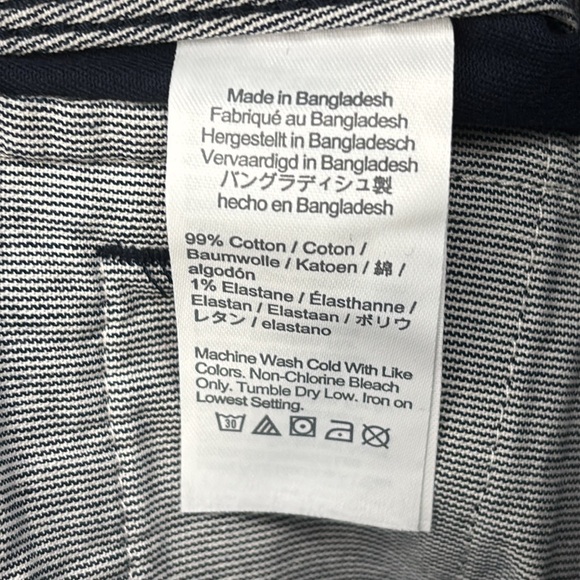 Made in Bangladesh
Fabriqué au Bangladesh
Hergestellt in Bangladesch
Vervaardigd in Bangladesh
バングラディシュ製
hecho en Bangladesh
99% Cotton / Coton /
Baumwolle / Katoen / 綿 /
algodón
1% Elastane / Élasthanne /
Elastan / Elastaan / ポリウ
レタン / elastano
Machine Wash Cold With Like
Colors. Non-Chlorine Bleach
Only. Tumble Dry Low. Iron on
Lowest Setting.
30